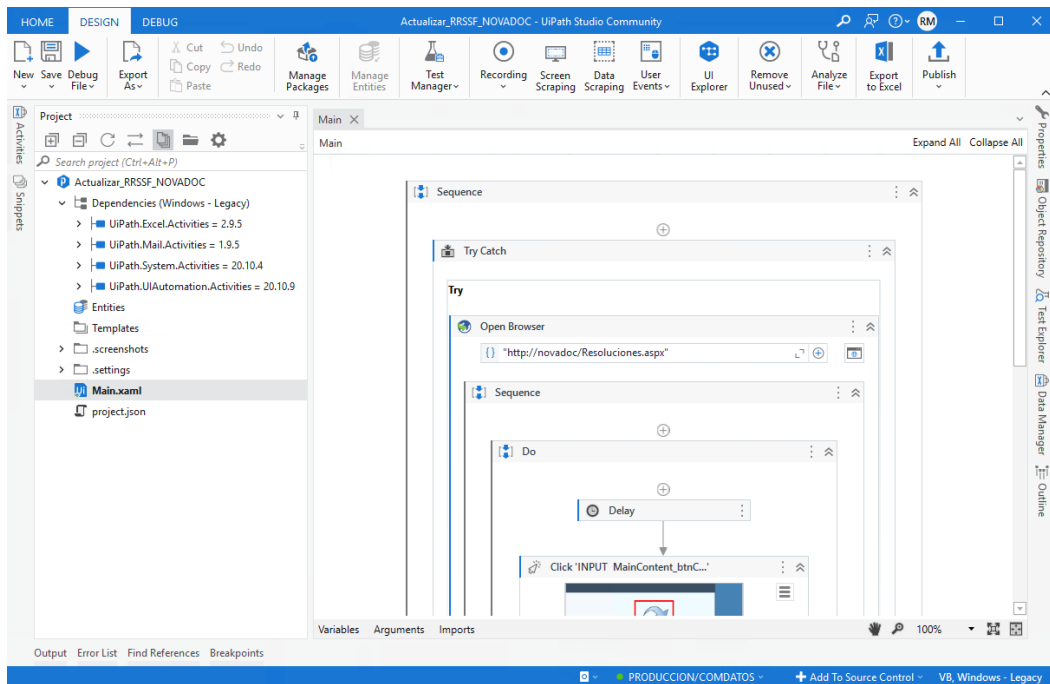 HOME DESIGN DEBUG Actualizar_RRSSF_NOVADOC - UiPath Studio Community RM
New Save Debug File Export As Cut Copy Paste Undo Redo Manage Packages Manage Entities Test Manager Recording Screen Scraping Data Scraping User Events UI Explorer Remove Unused Analyze File Export to Excel Publish
Activities
Snippets
Project
Search project (Ctrl+Alt+P)
Actualizar_RRSSF_NOVADOC
Dependencies (Windows - Legacy)
UiPath.Excel.Activities = 2.9.5
UiPath.Mail.Activities = 1.9.5
UiPath.System.Activities = 20.10.4
UiPath.UIAutomation.Activities = 20.10.9
Entities
Templates
.screenshots
.settings
Main.xaml
project.json
Main
Main Expand All Collapse All
Sequence
Try Catch
Try
Open Browser
"http://novadoc/Resoluciones.aspx"
Sequence
Do
Delay
Click 'INPUT MainContent_btnC...'
Variables Arguments Imports 100%
Properties
Object Repository
Test Explorer
Data Manager
Outline
Output Error List Find References Breakpoints
PRODUCCION/COMDATOS Add To Source Control VB, Windows - Legacy